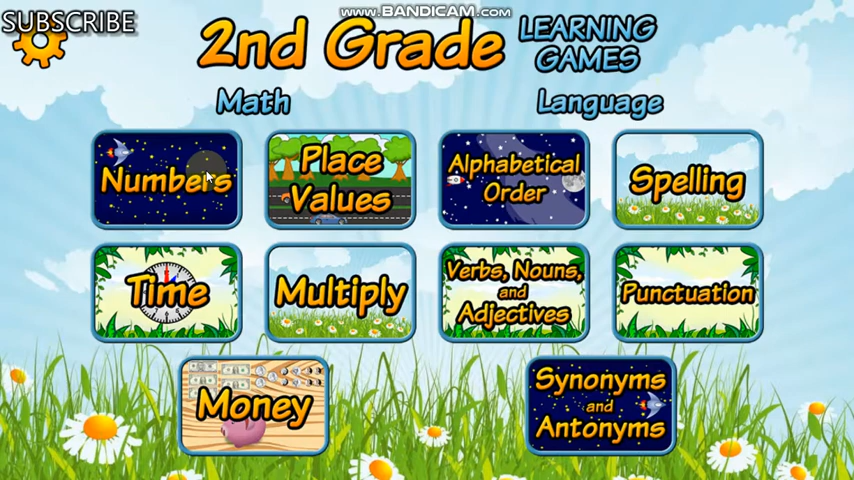 www.BANDICAM.com
SUBSCRIBE
2nd Grade
LEARNING
GAMES
Math
Language
Numbers
Place
Values
Alphabetical
Order
Spelling
Time
Multiply
Verbs, Nouns,
and
Adjectives
Punctuation
Money
Synonyms
and
Antonyms